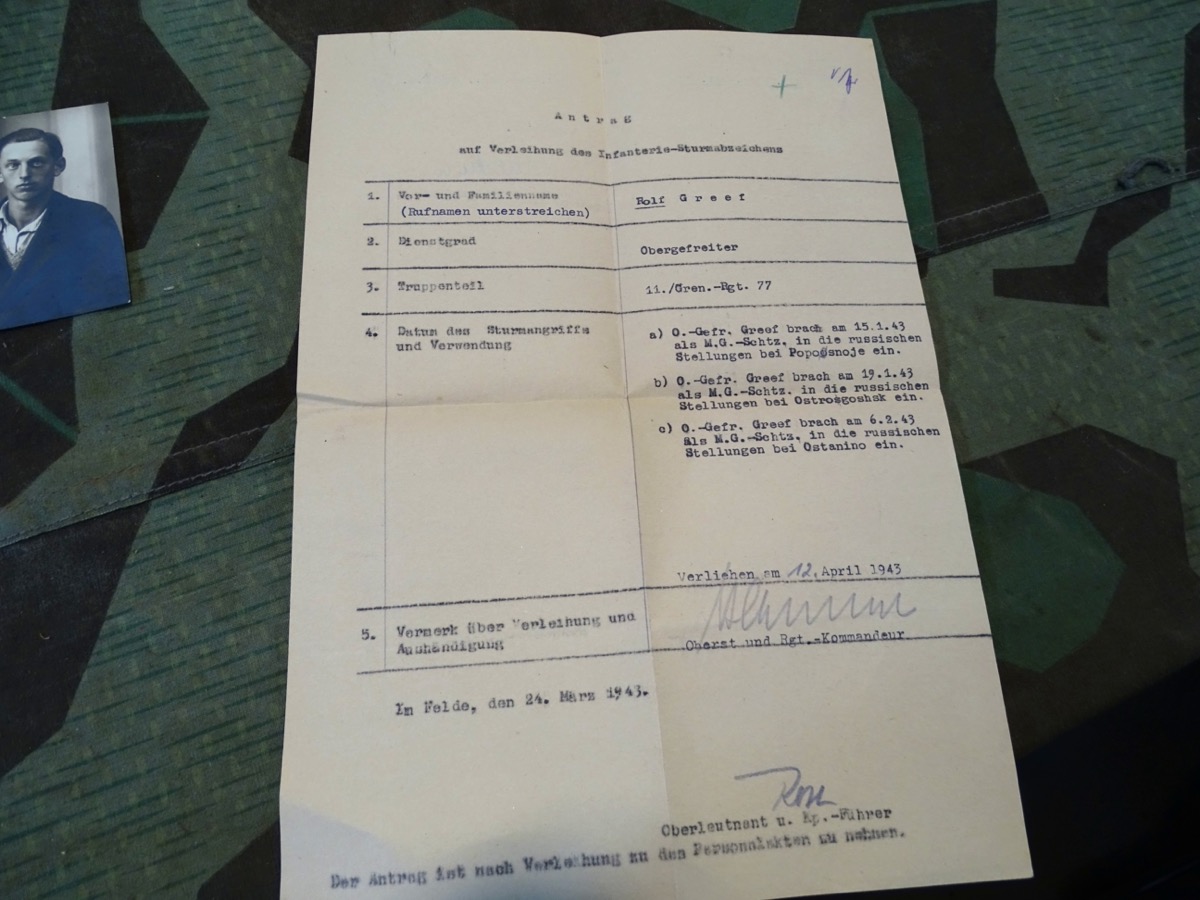 Antrag
auf Verleihung des Infanterie-Sturmabzeichens
1. Vor- und Familienname
(Rufnamen unterstreichen)
Rolf Greef
2. Dienstgrad
Obergefreiter
3. Truppenteil
11./Gren.-Rgt. 77
4. Datum des Sturmangriffs
und Verwendung
a) O.-Gefr. Greef brach am 15.1.43
als M.G.-Schtz. in die russischen
Stellungen bei Poposnoje ein.
b) O.-Gefr. Greef brach am 19.1.43
als M.G.-Schtz. in die russischen
Stellungen bei Ostrogoshsk ein.
c) O.-Gefr. Greef brach am 6.2.43
als M.G.-Schtz. in die russischen
Stellungen bei Ostanino ein.
Verliehen am 12. April 1943
5. Vermerk über Verleihung und
Aushändigung
Oberst und Rgt.-Kommandeur
Im Felde, den 24. März 1943.
Oberleutnant u. Kp.-Führer
Der Antrag ist nach Verleihung zu den Personalakten zu nehmen.